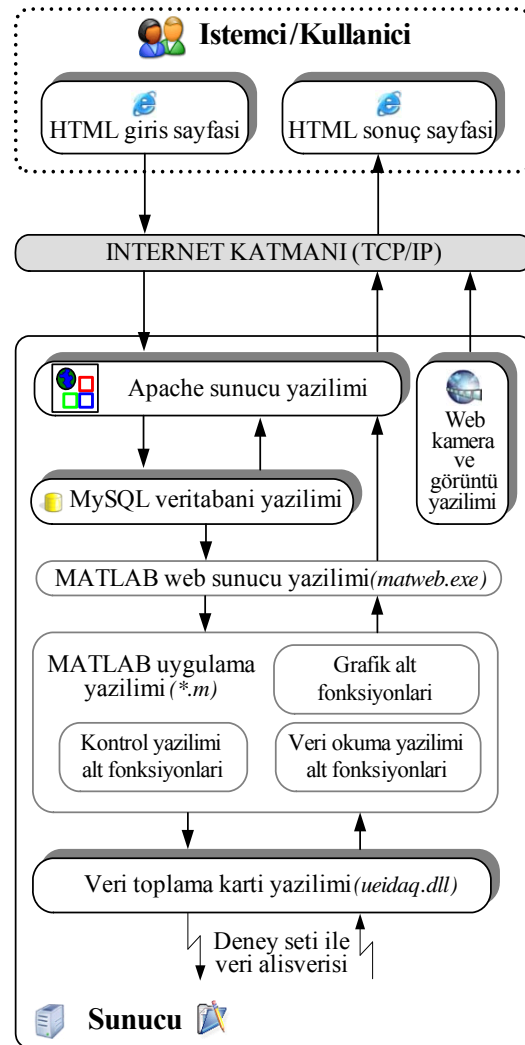 Istemci/Kullanici
HTML giris sayfasi
HTML sonuç sayfasi
INTERNET KATMANI (TCP/IP)
Apache sunucu yazilimi
Web
kamera
ve
görüntü
yazilimi
MySQL veritabani yazilimi
MATLAB web sunucu yazilimi(matweb.exe)
MATLAB uygulama
yazilimi (*.m)
Grafik alt
fonksiyonlari
Kontrol yazilimi
alt fonksiyonlari
Veri okuma yazilimi
alt fonksiyonlari
Veri toplama karti yazilimi(ueidaq.dll)
Deney seti ile
veri alisverisi
Sunucu